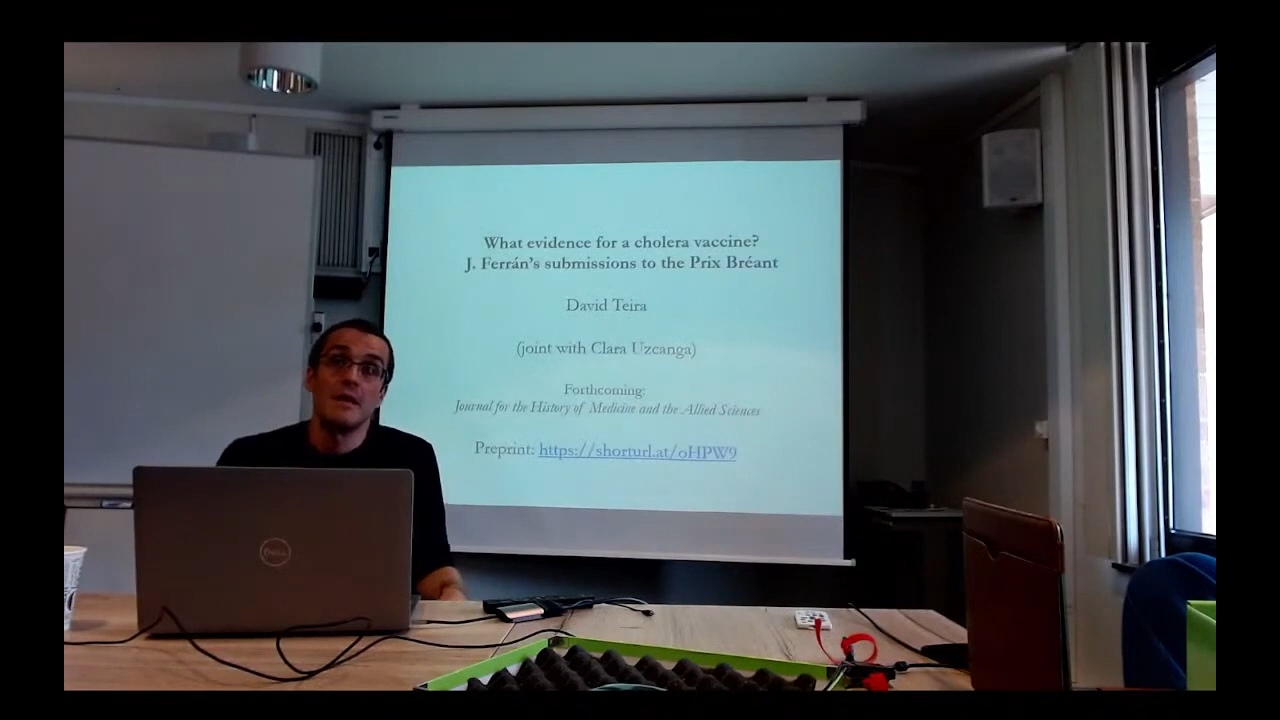 What evidence for a cholera vaccine?
J. Ferrán's submissions to the Prix Bréant
David Teira
(joint with Clara Uzcanga)
Forthcoming:
Journal for the History of Medicine and the Allied Sciences
Preprint: https://shorturl.at/oHPW9
DELL